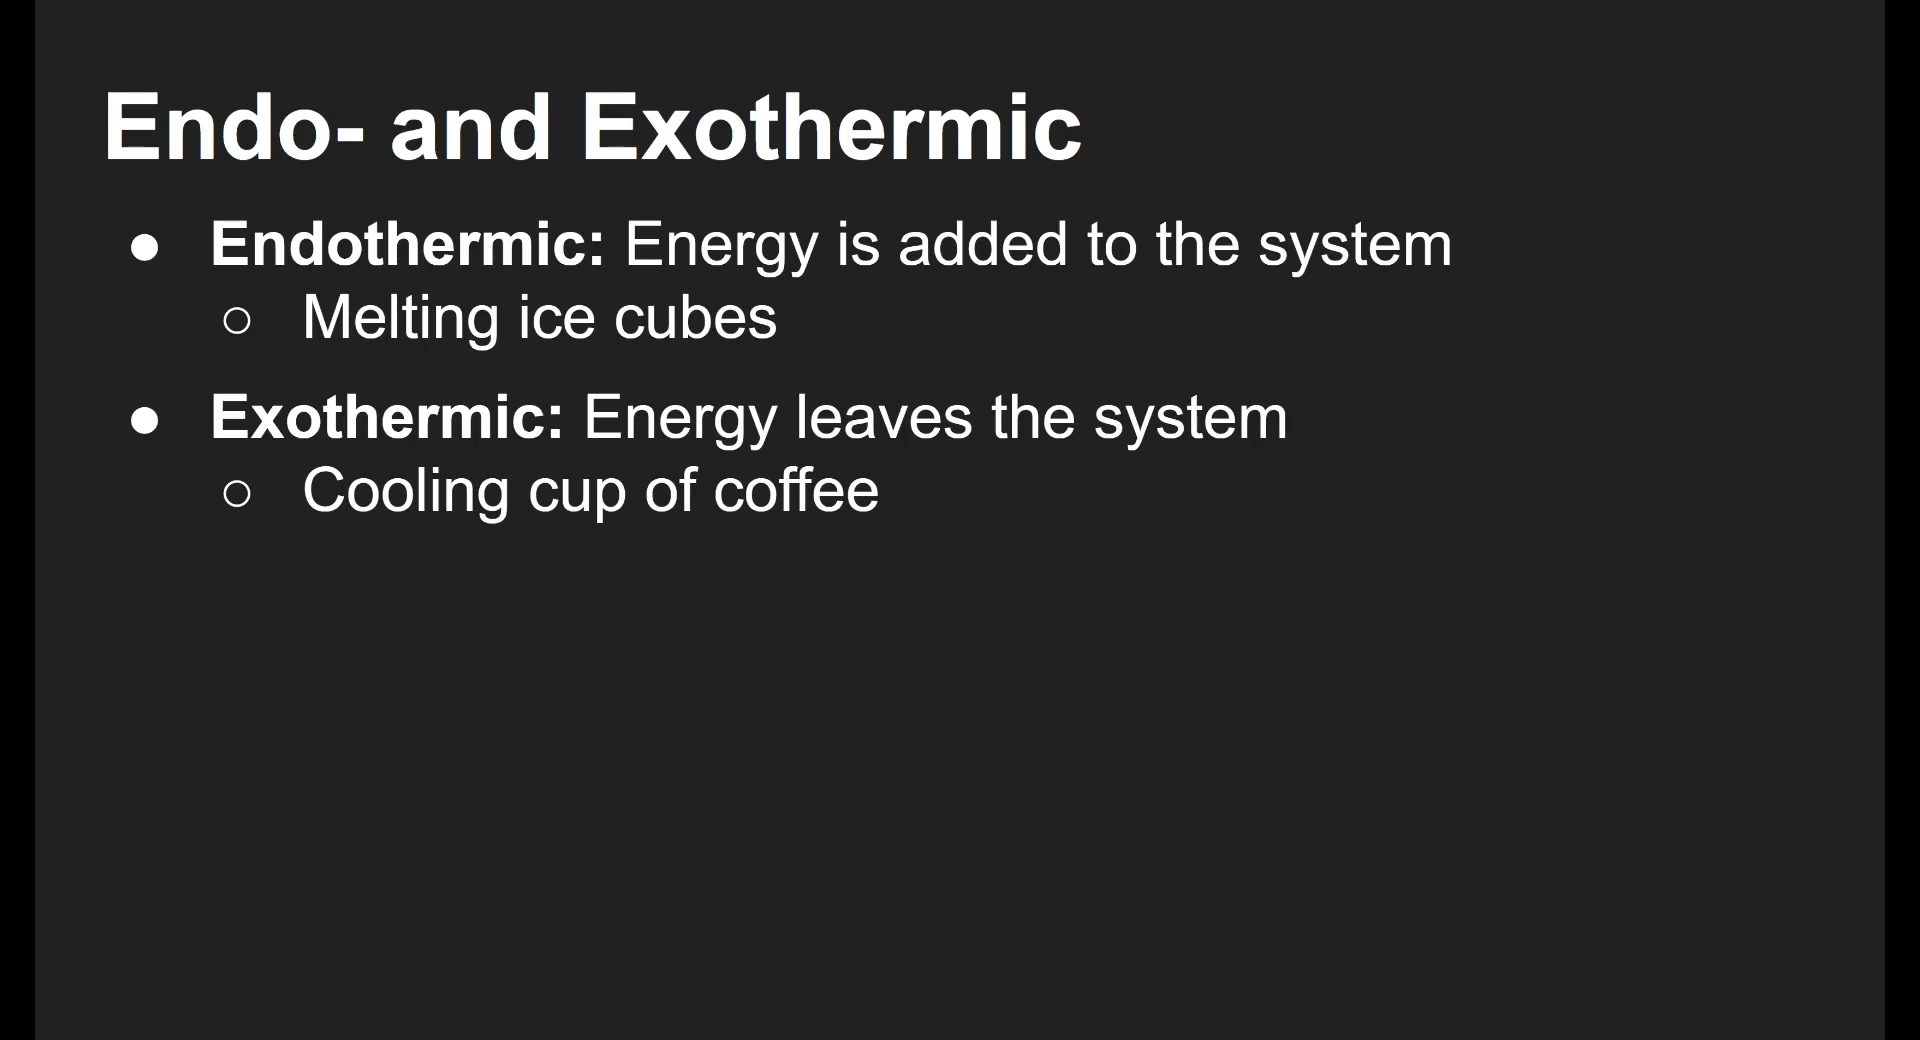 Endo- and Exothermic
● Endothermic: Energy is added to the system
○ Melting ice cubes
● Exothermic: Energy leaves the system
○ Cooling cup of coffee